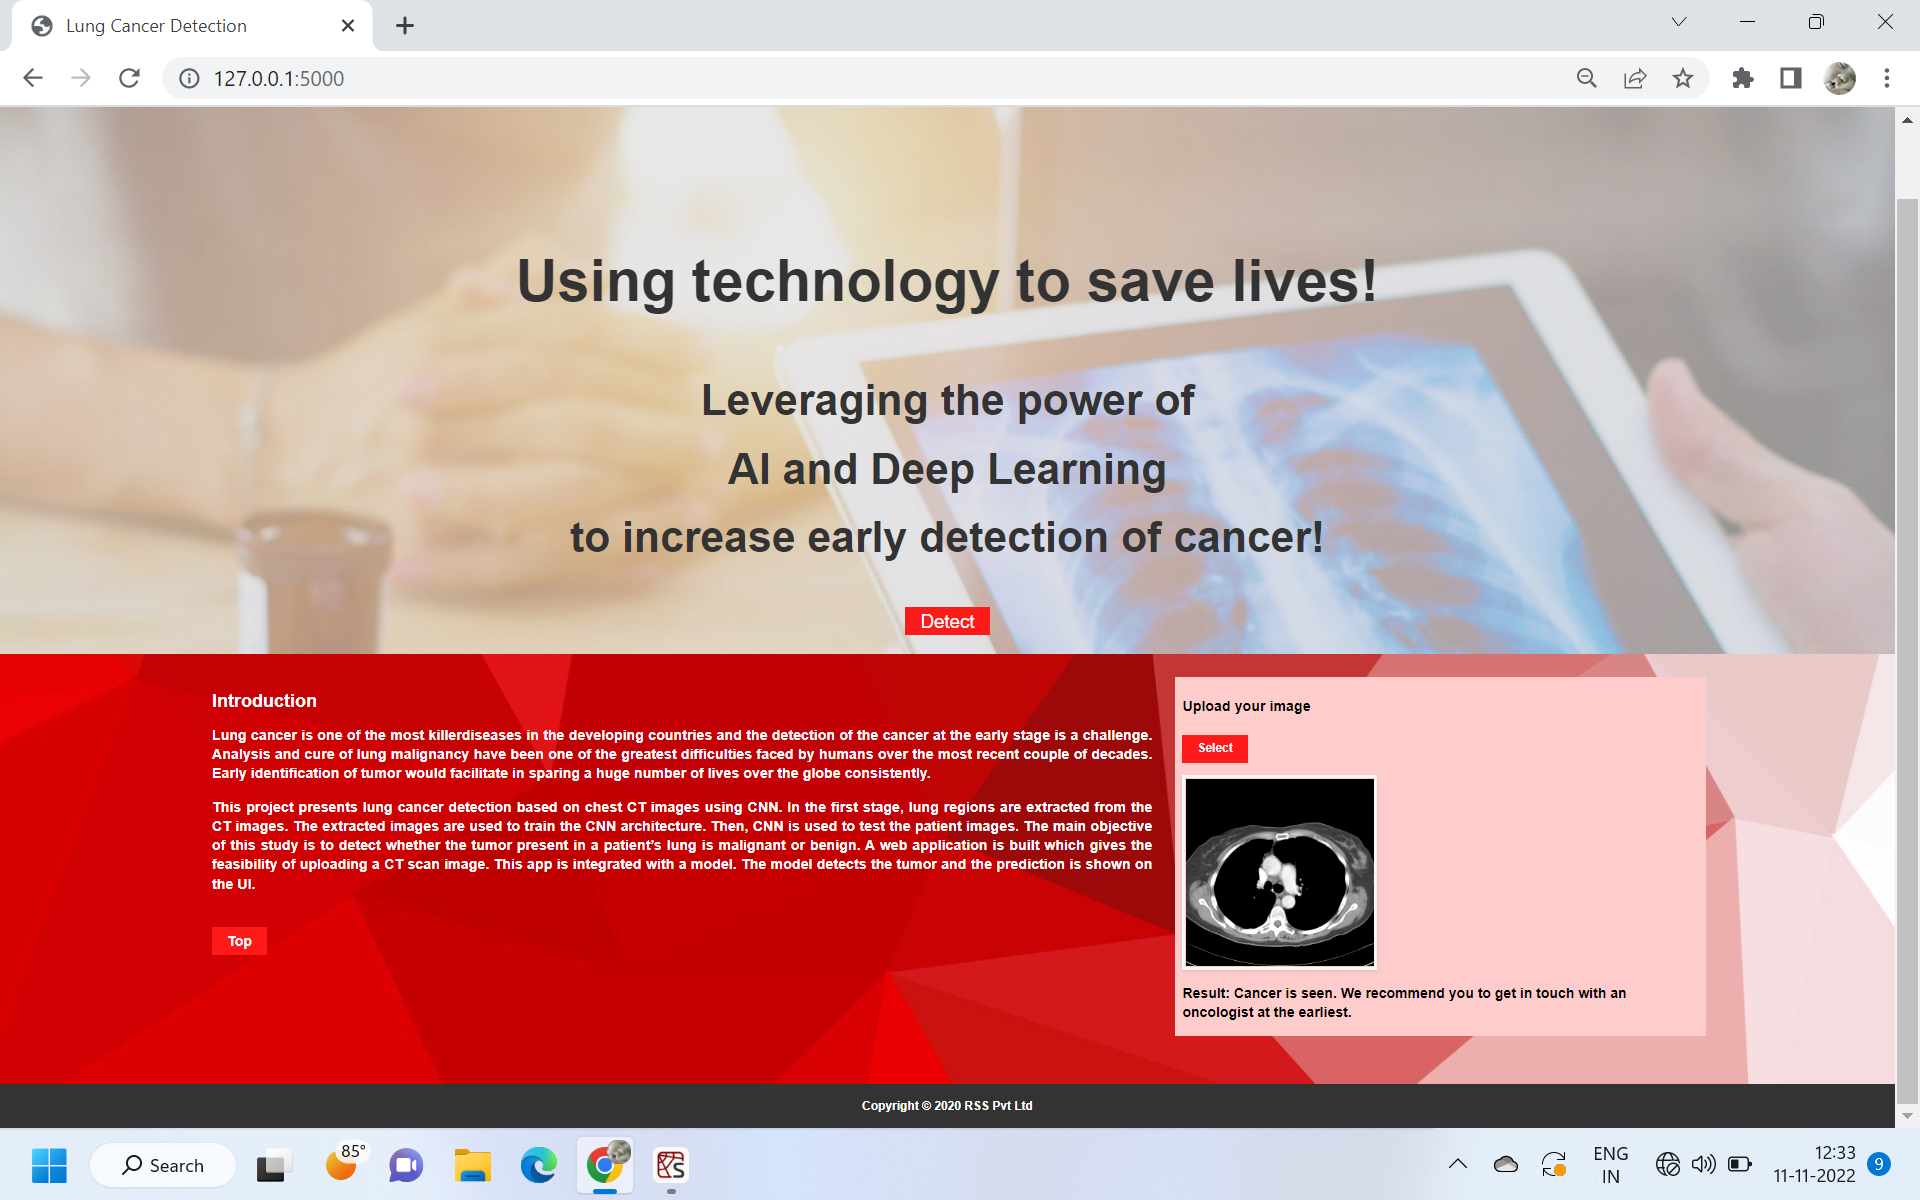 Lung Cancer Detection
127.0.0.1:5000
Using technology to save lives!
Leveraging the power of
AI and Deep Learning
to increase early detection of cancer!
Detect
Introduction
Lung cancer is one of the most killerdiseases in the developing countries and the detection of the cancer at the early stage is a challenge.
Analysis and cure of lung malignancy have been one of the greatest difficulties faced by humans over the most recent couple of decades.
Early identification of tumor would facilitate in sparing a huge number of lives over the globe consistently.
This project presents lung cancer detection based on chest CT images using CNN. In the first stage, lung regions are extracted from the
CT images. The extracted images are used to train the CNN architecture. Then, CNN is used to test the patient images. The main objective
of this study is to detect whether the tumor present in a patient’s lung is malignant or benign. A web application is built which gives the
feasibility of uploading a CT scan image. This app is integrated with a model. The model detects the tumor and the prediction is shown on
the UI.
Top
Upload your image
Select
Result: Cancer is seen. We recommend you to get in touch with an
oncologist at the earliest.
Copyright © 2020 RSS Pvt Ltd
Search
85°
ENG
IN
12:33
11-11-2022
9